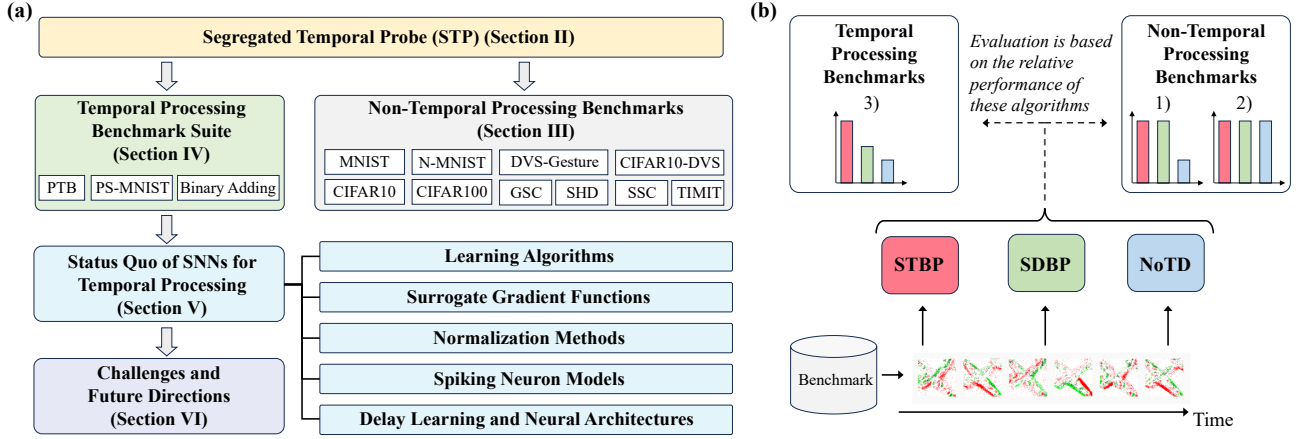 (a)
Segregated Temporal Probe (STP) (Section II)
Temporal Processing
Benchmark Suite
(Section IV)
PTB
PS-MNIST
Binary Adding
Non-Temporal Processing Benchmarks
(Section III)
MNIST
N-MNIST
DVS-Gesture
CIFAR10-DVS
CIFAR10
CIFAR100
GSC
SHD
SSC
TIMIT
Status Quo of SNNs for
Temporal Processing
(Section V)
Learning Algorithms
Surrogate Gradient Functions
Normalization Methods
Spiking Neuron Models
Delay Learning and Neural Architectures
Challenges and
Future Directions
(Section VI)
(b)
Temporal
Processing
Benchmarks
3)
Evaluation is based
on the relative
performance of
these algorithms
Non-Temporal
Processing
Benchmarks
1)
2)
STBP
SDBP
NoTD
Benchmark
Time